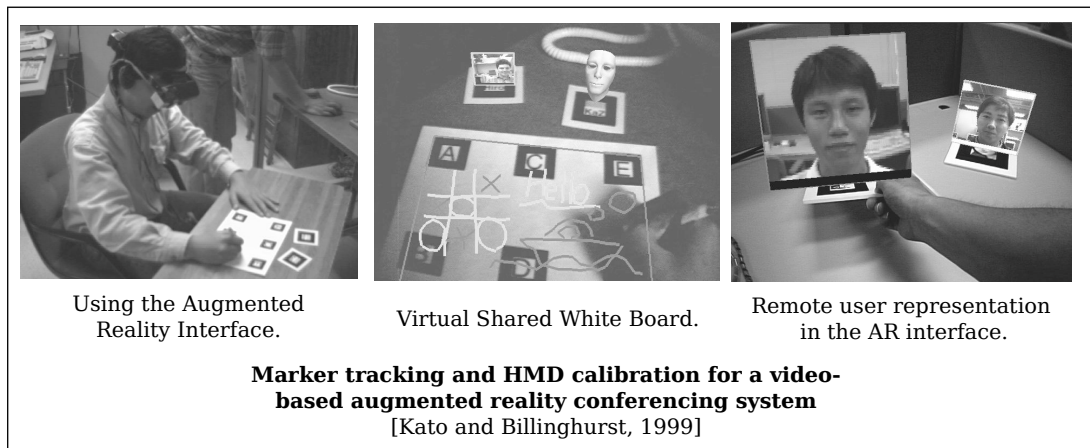 A
C
E
Hello
D
Using the Augmented
Reality Interface.
Virtual Shared White Board.
Remote user representation
in the AR interface.
Marker tracking and HMD calibration for a video-
based augmented reality conferencing system
[Kato and Billinghurst, 1999]